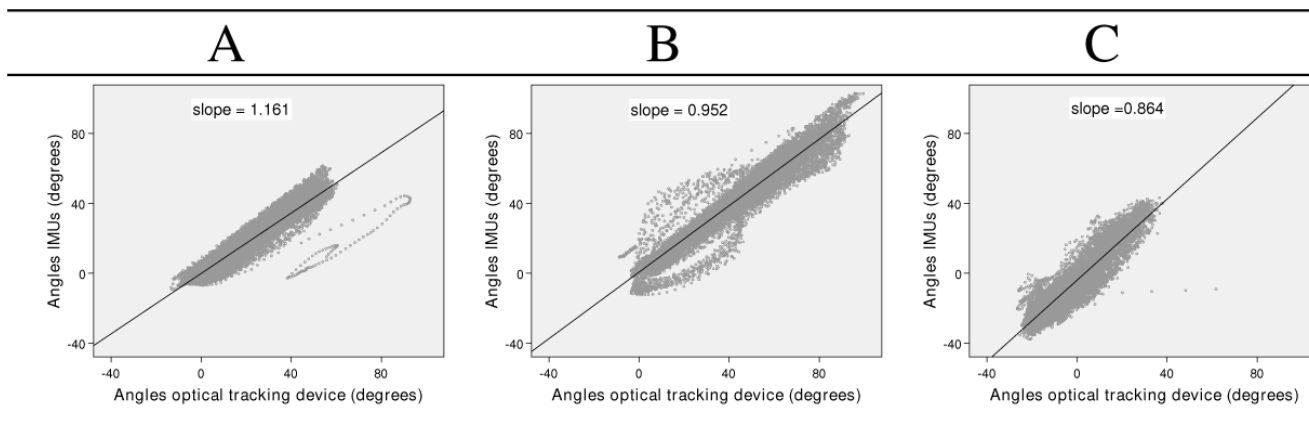 A B C
slope = 1.161
80
40
0
-40
-40 0 40 80
Angles IMUs (degrees)
Angles optical tracking device (degrees)
slope = 0.952
80
40
0
-40
-40 0 40 80
Angles IMUs (degrees)
Angles optical tracking device (degrees)
slope =0.864
80
40
0
-40
-40 0 40 80
Angles IMUs (degrees)
Angles optical tracking device (degrees)